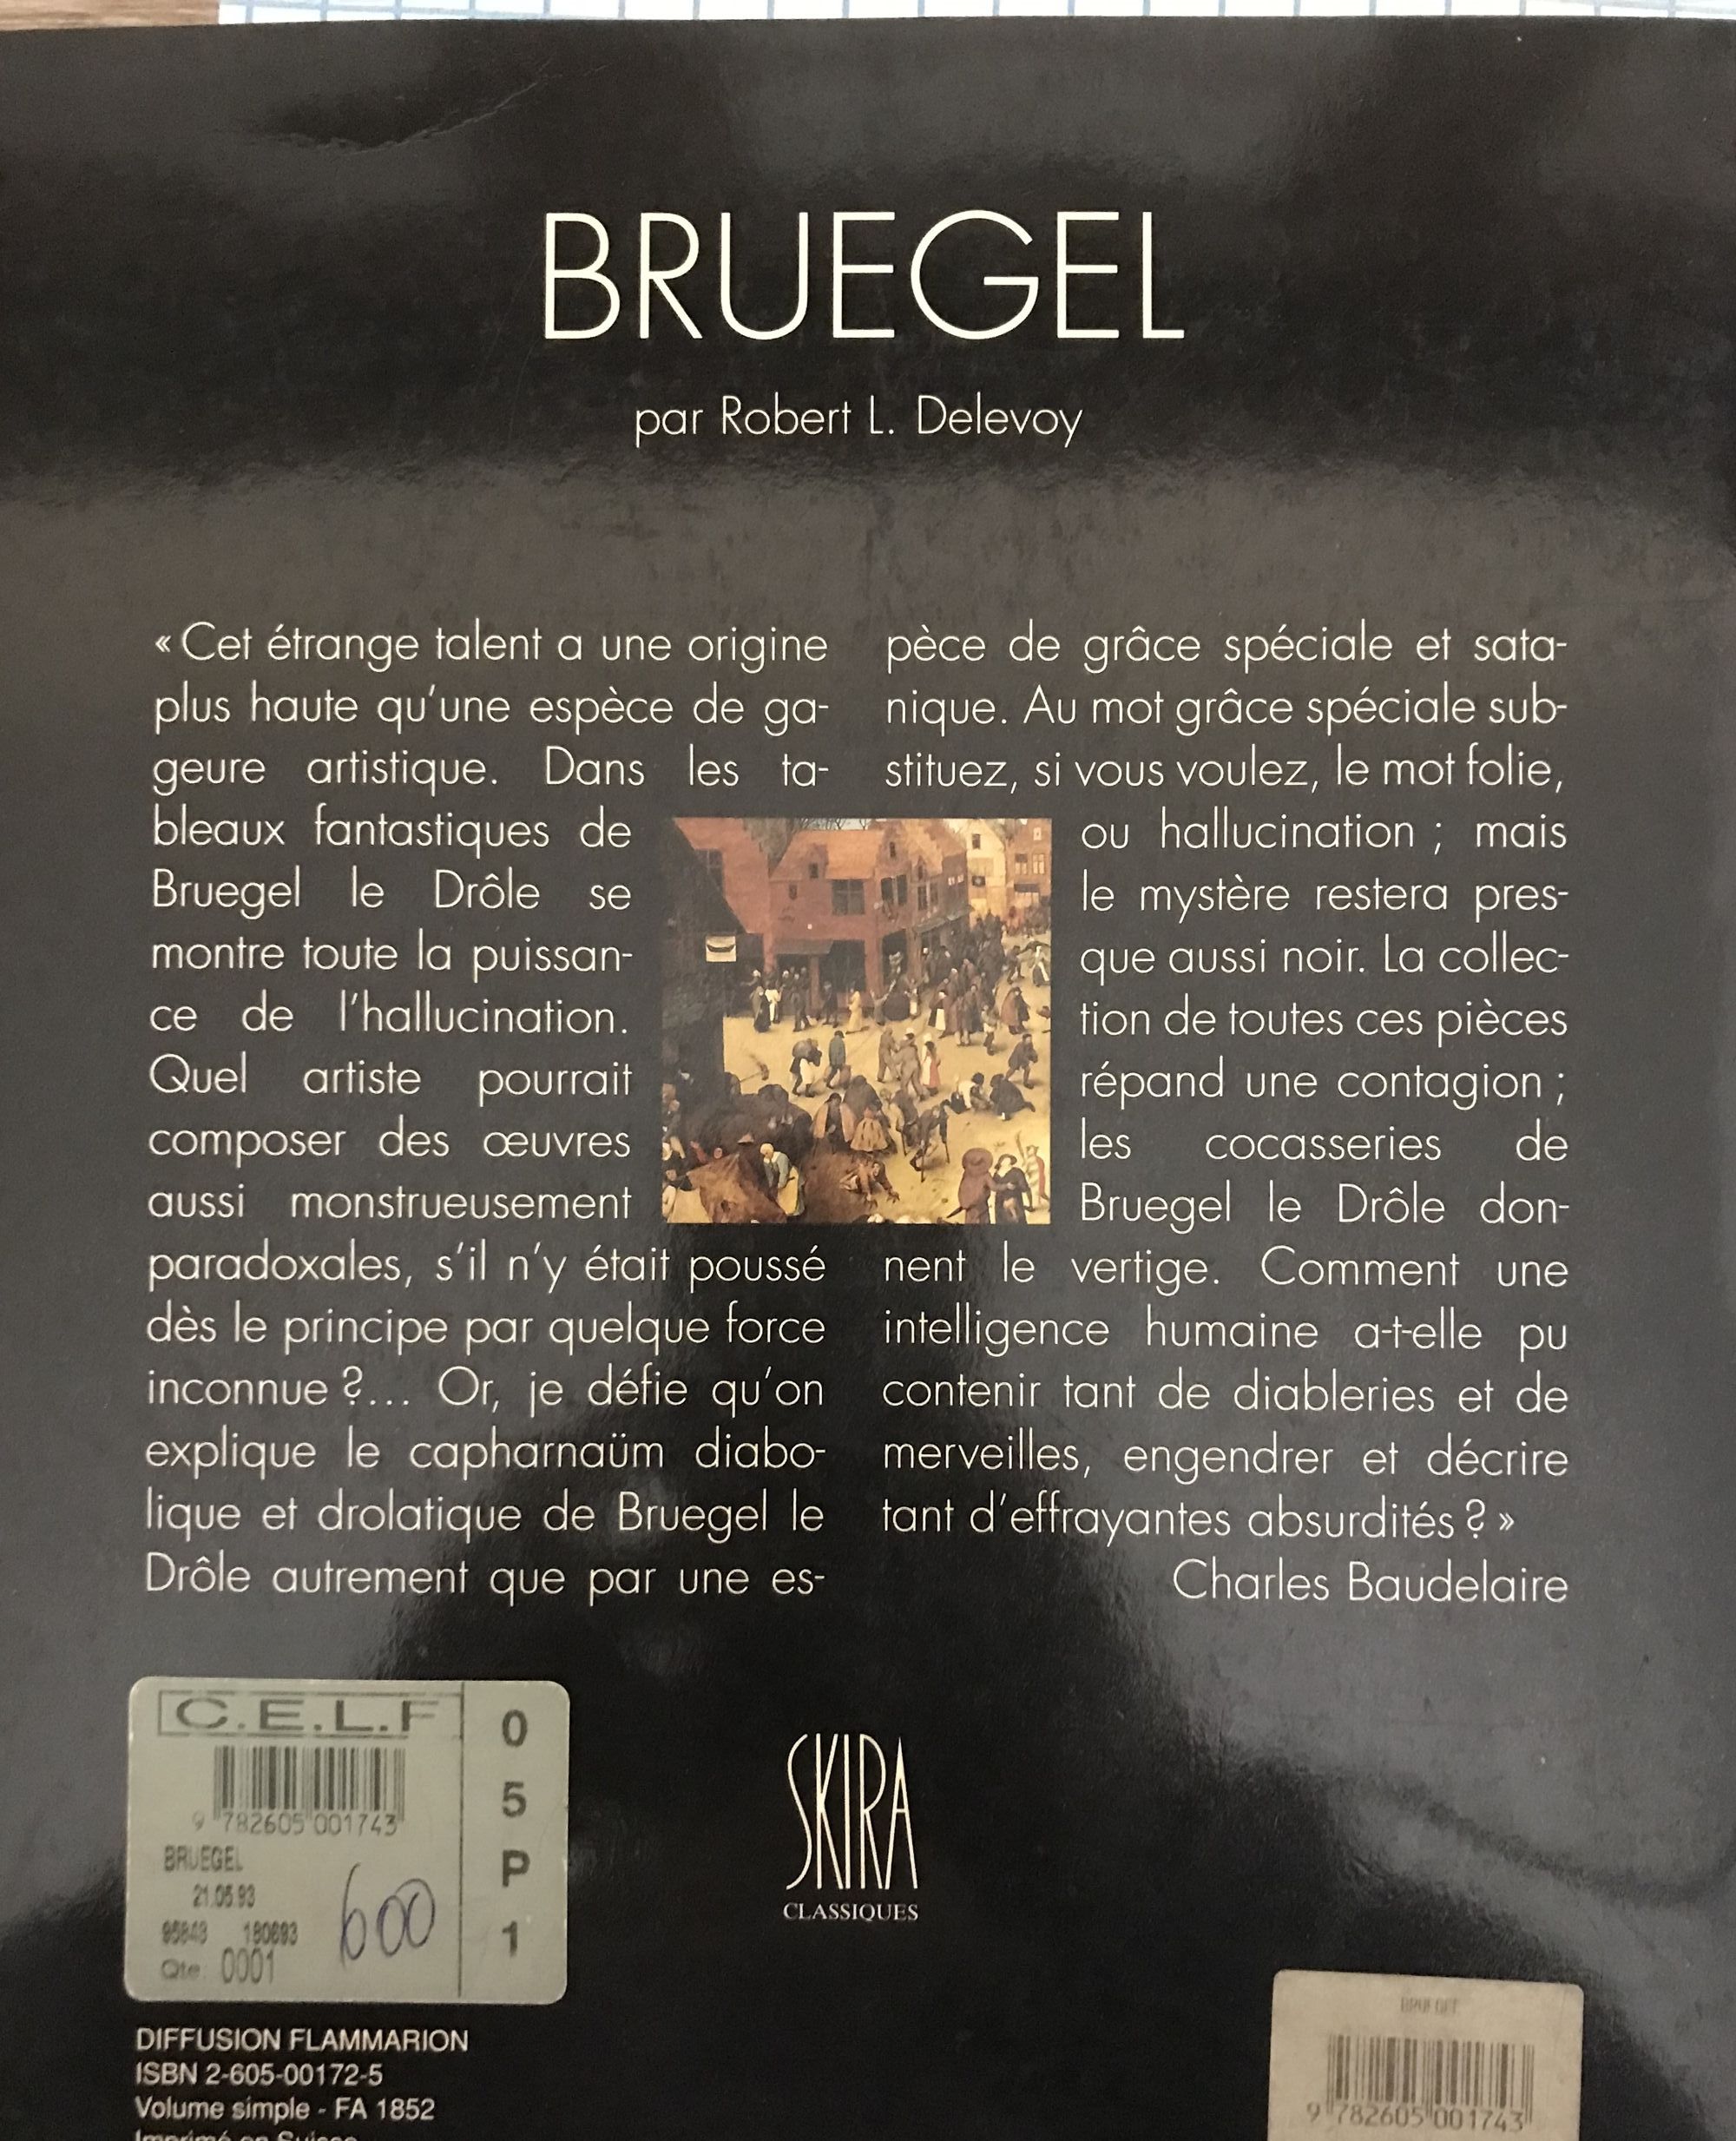 BRUEGEL
par Robert L. Delevoy
« Cet étrange talent a une origine
plus haute qu'une espèce de ga-
geure artistique. Dans les ta-
bleaux fantastiques de
Bruegel le Drôle se
montre toute la puissan-
ce de l'hallucination.
Quel artiste pourrait
composer des œuvres
aussi monstrueusement
paradoxales, s'il n'y était poussé
dès le principe par quelque force
inconnue ?... Or, je défie qu'on
explique le capharnaüm diabo-
lique et drolatique de Bruegel le
Drôle autrement que par une es-
pèce de grâce spéciale et sata-
nique. Au mot grâce spéciale sub-
stituez, si vous voulez, le mot folie,
ou hallucination ; mais
le mystère restera pres-
que aussi noir. La collec-
tion de toutes ces pièces
répand une contagion ;
les cocasseries de
Bruegel le Drôle don-
nent le vertige. Comment une
intelligence humaine a-t-elle pu
contenir tant de diableries et de
merveilles, engendrer et décrire
tant d'effrayantes absurdités ? »
Charles Baudelaire
C.E.L.F
9 782605 001743
BRUEGEL
21.05.93
95843 180693
Qte 0001
600
0
5
P
1
SKIRA
CLASSIQUES
DIFFUSION FLAMMARION
ISBN 2-605-00172-5
Volume simple - FA 1852
Imprimé en Suisse
9 782605 001743